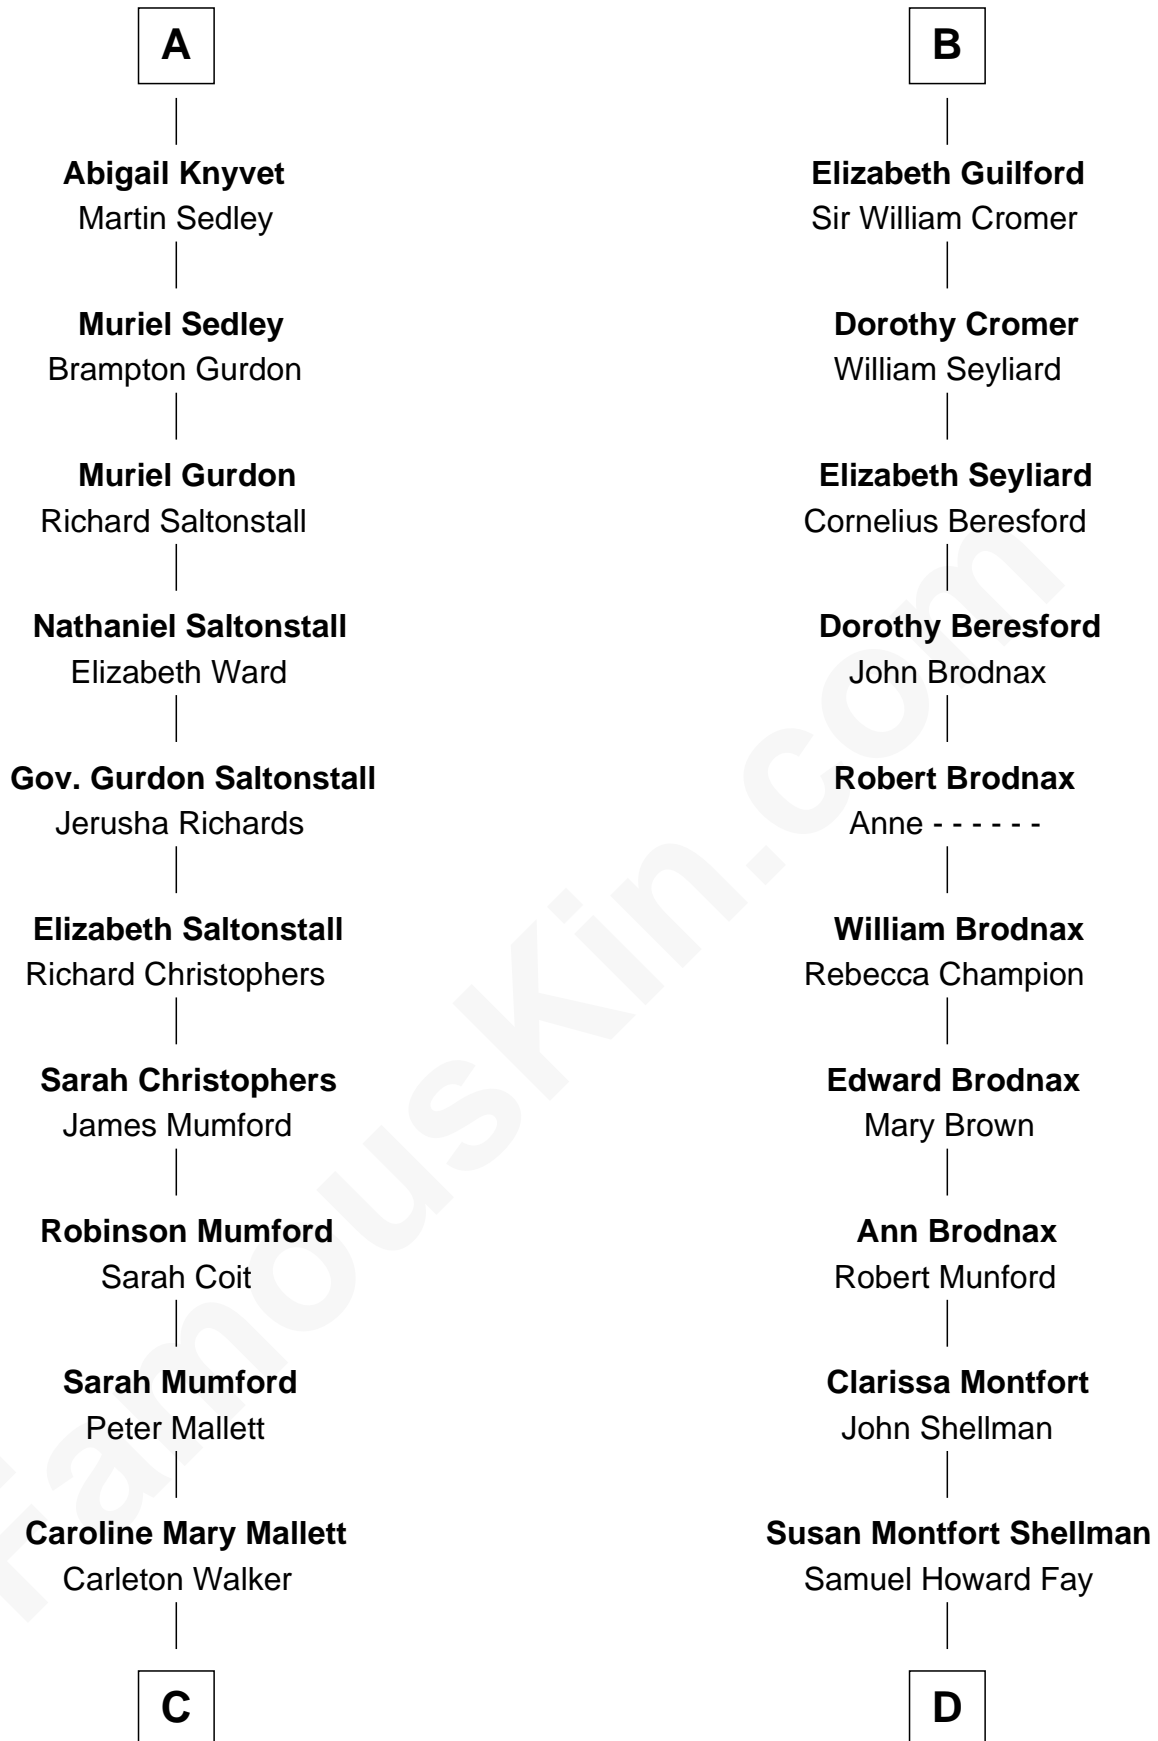 A
Abigail Knyvet
Martin Sedley
Muriel Sedley
Brampton Gurdon
Muriel Gurdon
Richard Saltonstall
Nathaniel Saltonstall
Elizabeth Ward
Gov. Gurdon Saltonstall
Jerusha Richards
Elizabeth Saltonstall
Richard Christophers
Sarah Christophers
James Mumford
Robinson Mumford
Sarah Coit
Sarah Mumford
Peter Mallett
Caroline Mary Mallett
Carleton Walker
C
B
Elizabeth Guilford
Sir William Cromer
Dorothy Cromer
William Seyliard
Elizabeth Seyliard
Cornelius Beresford
Dorothy Beresford
John Brodnax
Robert Brodnax
Anne - - - - - -
William Brodnax
Rebecca Champion
Edward Brodnax
Mary Brown
Ann Brodnax
Robert Munford
Clarissa Montfort
John Shellman
Susan Montfort Shellman
Samuel Howard Fay
D
FamousKin.com